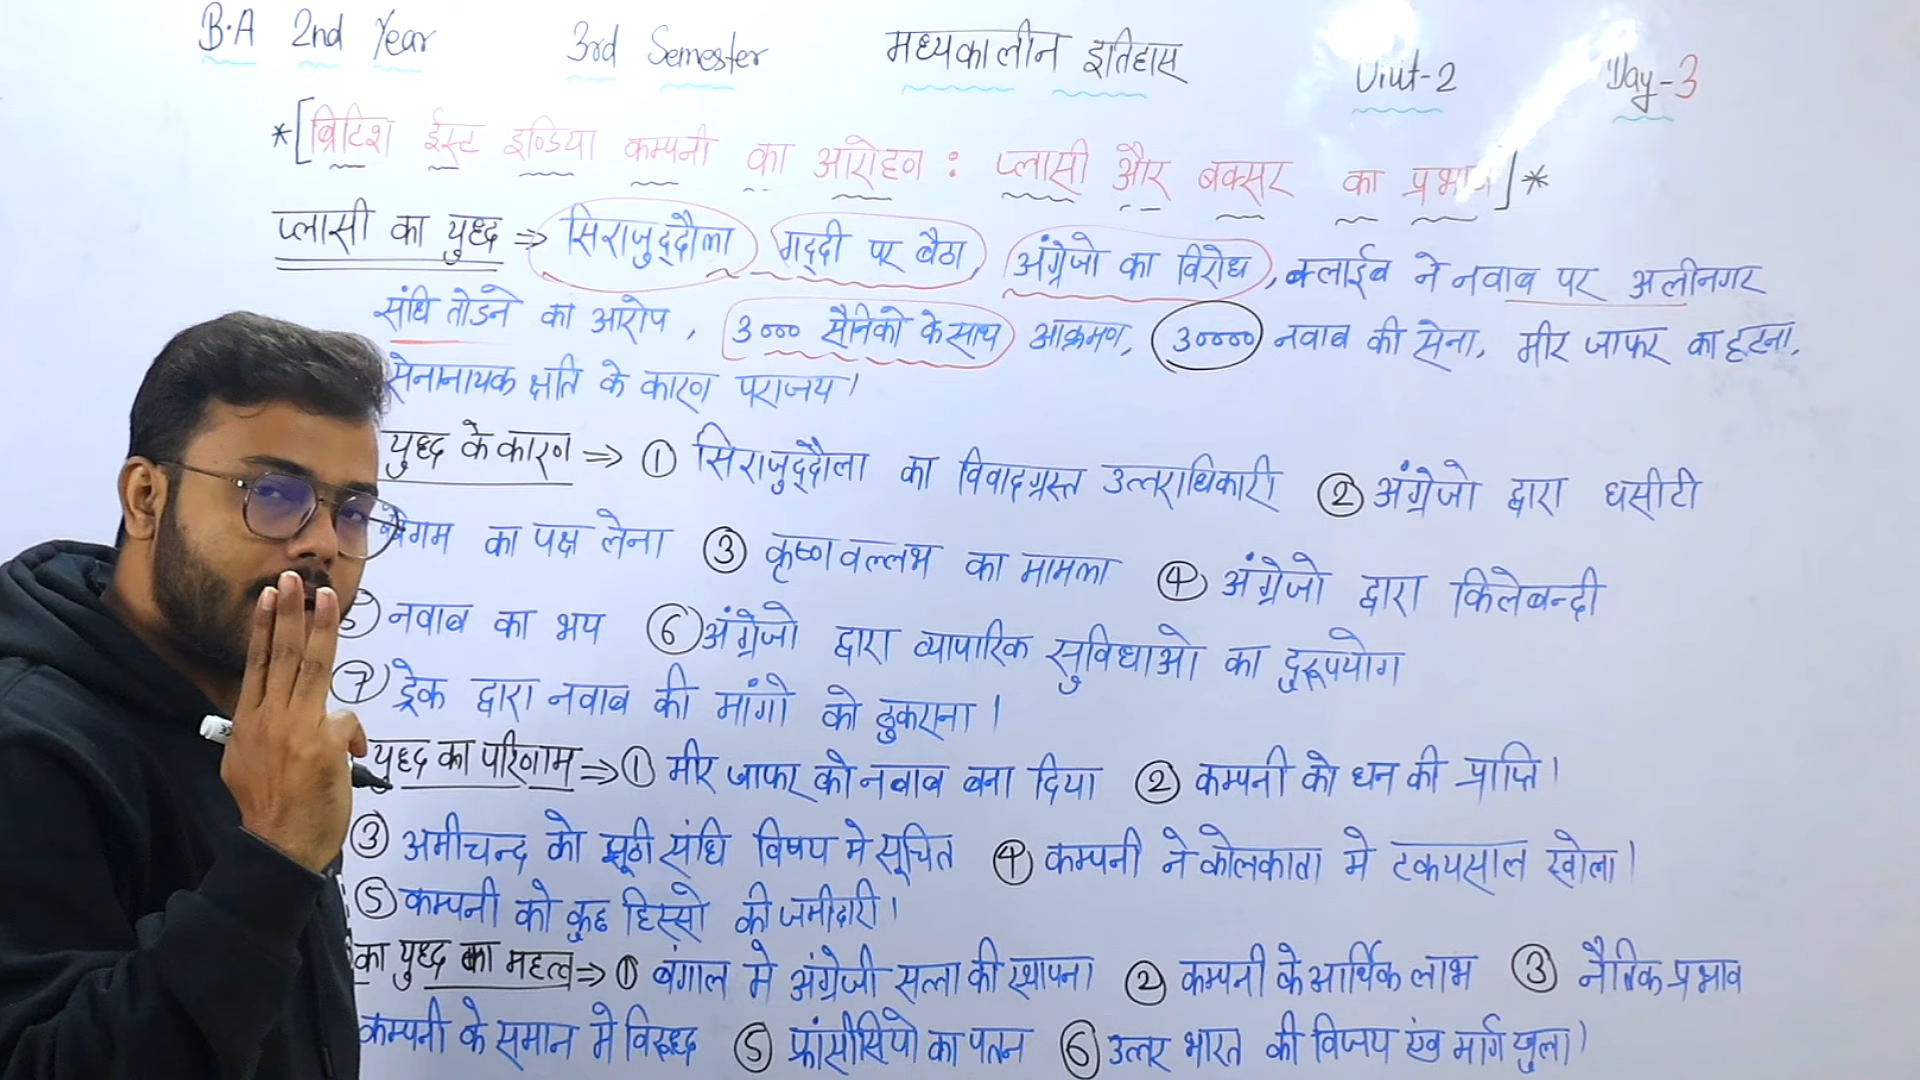 B.A 2nd Year 3rd Semester मध्यकालीन इतिहास Unit-2 Day-3
*[ब्रिटिश ईस्ट इण्डिया कम्पनी का आरोहण : प्लासी और बक्सर का प्रभाव]*
प्लासी का युद्ध ⇒ सिराजुद्दौला गद्दी पर बैठा, अंग्रेजो का विरोध, क्लाईव ने नवाब पर अलीनगर
संधि तोडने का आरोप, 3000 सैनिको के साथ आक्रमण, 30000 नवाब की सेना, मीर जाफर का हटना,
सेनानायक क्षति के कारण पराजय।
युद्ध के कारण ⇒ ① सिराजुद्दौला का विवादग्रस्त उत्तराधिकारी ② अंग्रेजो द्वारा घसीटी
बेगम का पक्ष लेना ③ कृष्णवल्लभ का मामला ④ अंग्रेजो द्वारा किलेबन्दी
⑤ नवाब का भय ⑥ अंग्रेजो द्वारा व्यापारिक सुविधाओ का दुरूपयोग
⑦ ड्रेक द्वारा नवाब की मांगो को ठुकराना।
युद्ध का परिणाम ⇒ ① मीर जाफर को नवाब बना दिया ② कम्पनी को धन की प्राप्ति।
③ अमीचन्द को झूठी संधि विषय मे सूचित ④ कम्पनी ने कोलकाता मे टकयसाल खोला।
⑤ कम्पनी को कुछ हिस्सो की जमीदारी।
का युद्ध का महत्व ⇒ ① बंगाल मे अंग्रेजी सत्ता की स्थापना ② कम्पनी के आर्थिक लाभ ③ नैतिक प्रभाव
कम्पनी के समान मे विरूद्ध ⑤ फ्रांसीसियो का पतन ⑥ उत्तर भारत की विजय एंव मार्ग खुला।